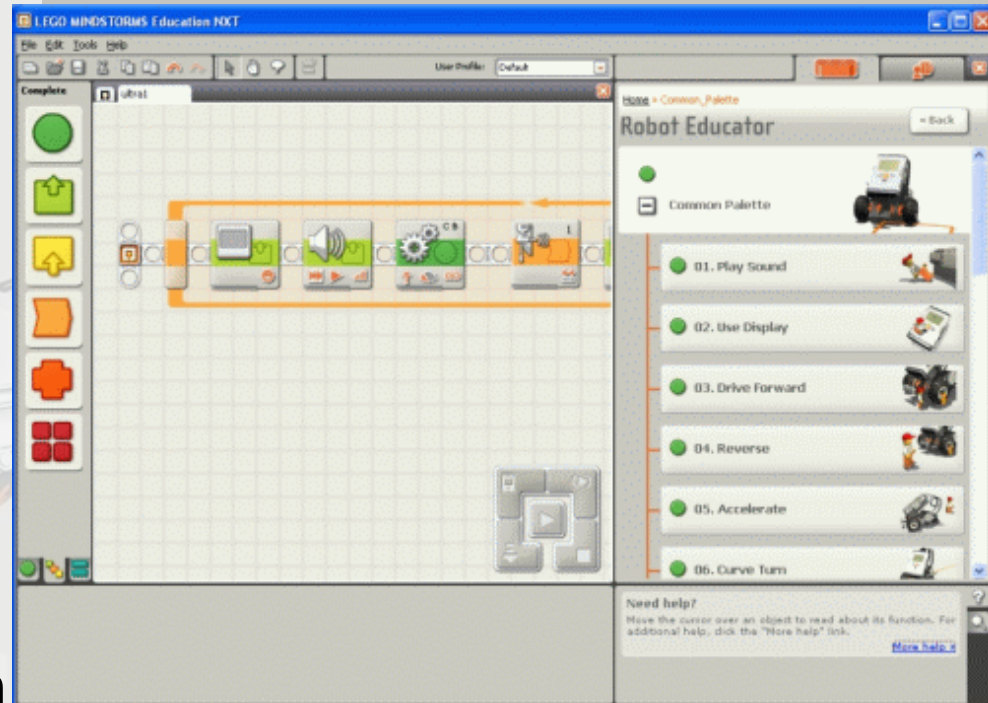 LEGO MINDSTORMS Education NXT
File Edit Tools Help
User Profile: Default
Complete
ultra1
Home > Common_Palette
Robot Educator
« Back
Common Palette
C B
1
01. Play Sound
02. Use Display
03. Drive Forward
04. Reverse
05. Accelerate
06. Curve Turn
Need help?
Move the cursor over an object to read about its function. For
additional help, click the "More help" link.
More help »